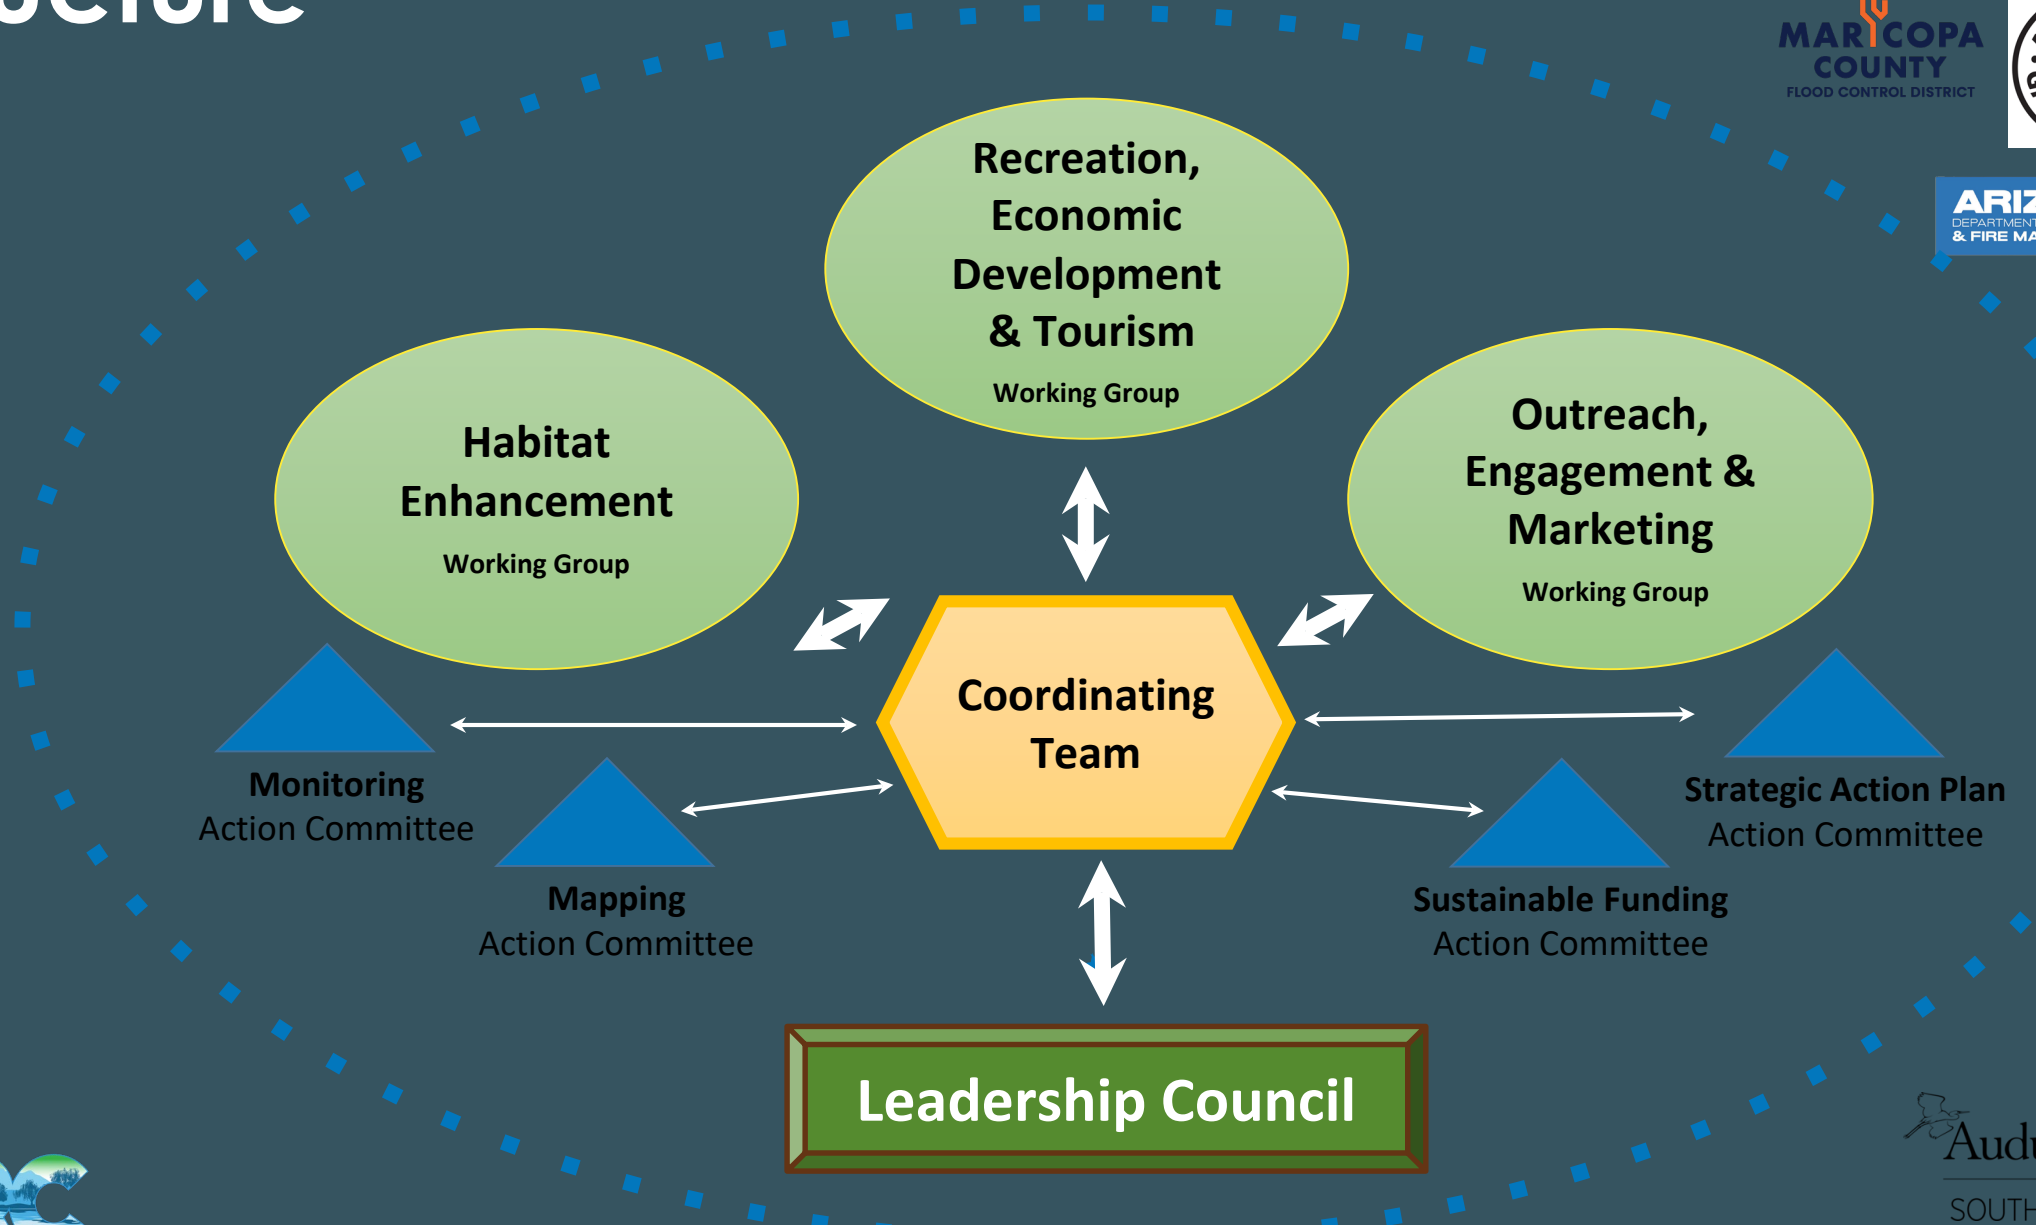 MARICOPA
COUNTY
FLOOD CONTROL DISTRICT
& FIRE
Recreation,
Economic
Development
& Tourism
Working Group
Habitat
Enhancement
Working Group
Outreach,
Engagement &
Marketing
Working Group
Coordinating
Team
Monitoring
Action Committee
Mapping
Action Committee
Strategic Action Plan
Action Committee
Sustainable Funding
Action Committee
Leadership Council